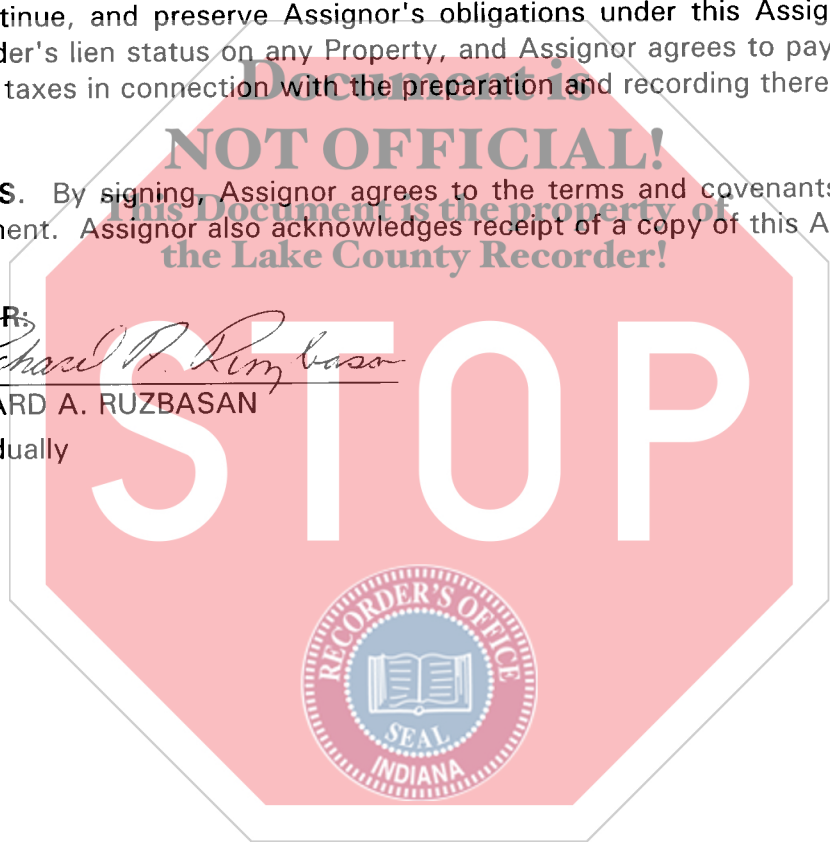 tinue, and preserve Assignor's obligations under this Assig
der's lien status on any Property, and Assignor agrees to pay
taxes in connection with the preparation and recording there
Document is
NOT OFFICIAL!
S. By signing, Assignor agrees to the terms and covenants
This Document is the property of
nent. Assignor also acknowledges receipt of a copy of this A
the Lake County Recorder!
R:
chard A. Ruzbasan
ARD A. RUZBASAN
dually
STOP
RECORDER'S OFFICE
SEAL
INDIANA